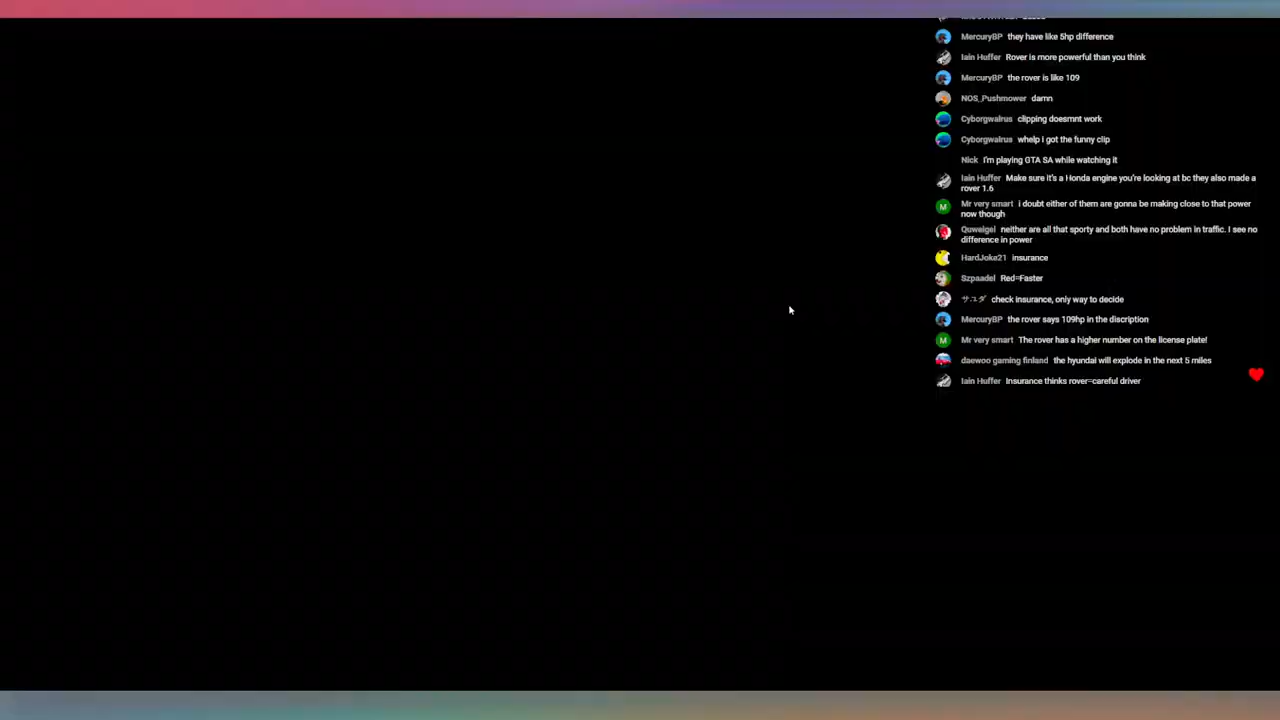 MercuryBP they have like 5hp difference
Iain Huffer Rover is more powerful than you think
MercuryBP the rover is like 109
NOS_Pushmower damn
Cyborgwalrus clipping doesmnt work
Cyborgwalrus whelp i got the funny clip
Nick I'm playing GTA SA while watching it
Iain Huffer Make sure it's a Honda engine you're looking at bc they also made a
rover 1.6
M Mr very smart i doubt either of them are gonna be making close to that power
now though
Quweigel neither are all that sporty and both have no problem in traffic. I see no
difference in power
HardJoke21 insurance
Szpaadel Red=Faster
サユダ check insurance, only way to decide
MercuryBP the rover says 109hp in the discription
M Mr very smart The rover has a higher number on the license plate!
daewoo gaming finland the hyundai will explode in the next 5 miles
Iain Huffer Insurance thinks rover=careful driver